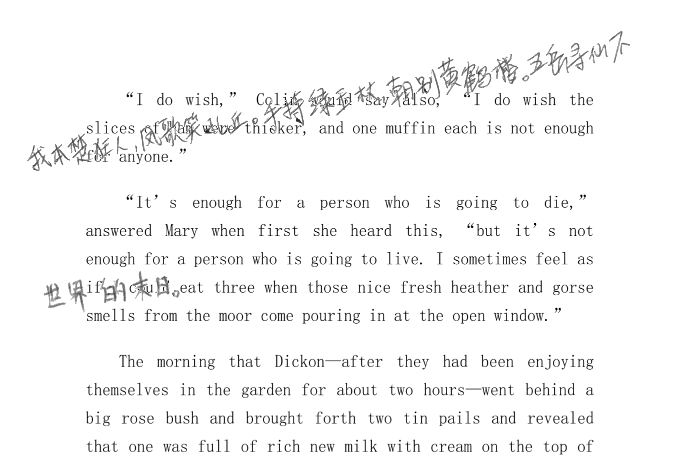 我本楚狂人,凤歌笑孔丘。手持绿玉杖,朝别黄鹤楼。五岳寻仙不
“I do wish,” Colin would say also, “I do wish the
slices of ham were thicker, and one muffin each is not enough
for anyone.”
“It’s enough for a person who is going to die,”
answered Mary when first she heard this, “but it’s not
enough for a person who is going to live. I sometimes feel as
世界的末日。
if I could eat three when those nice fresh heather and gorse
smells from the moor come pouring in at the open window.”
The morning that Dickon—after they had been enjoying
themselves in the garden for about two hours—went behind a
big rose bush and brought forth two tin pails and revealed
that one was full of rich new milk with cream on the top of